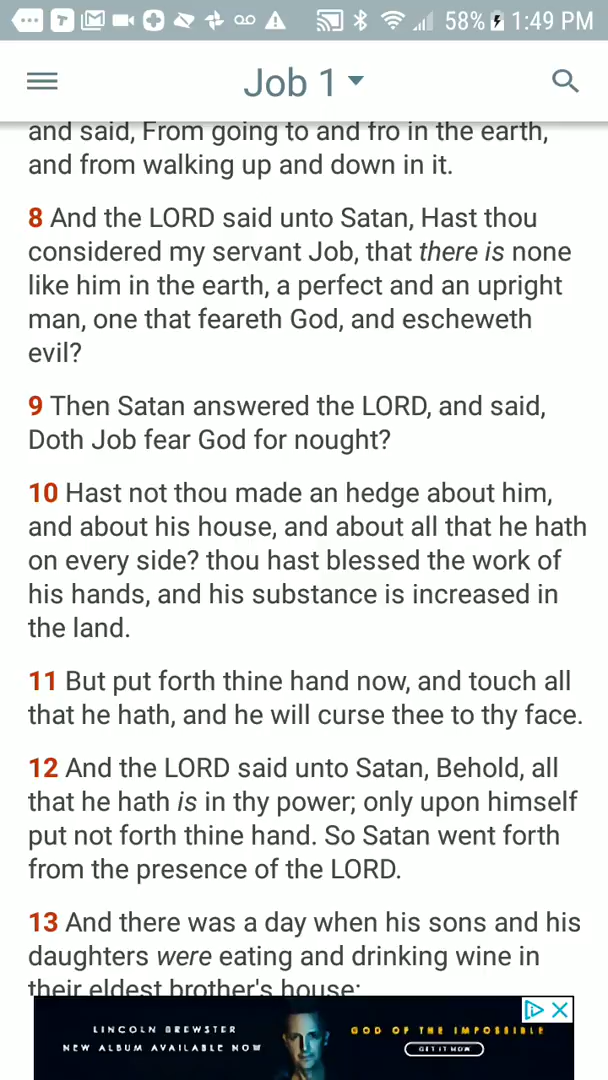 58% 1:49 PM
Job 1
and said, From going to and fro in the earth,
and from walking up and down in it.
8 And the LORD said unto Satan, Hast thou
considered my servant Job, that there is none
like him in the earth, a perfect and an upright
man, one that feareth God, and escheweth
evil?
9 Then Satan answered the LORD, and said,
Doth Job fear God for nought?
10 Hast not thou made an hedge about him,
and about his house, and about all that he hath
on every side? thou hast blessed the work of
his hands, and his substance is increased in
the land.
11 But put forth thine hand now, and touch all
that he hath, and he will curse thee to thy face.
12 And the LORD said unto Satan, Behold, all
that he hath is in thy power; only upon himself
put not forth thine hand. So Satan went forth
from the presence of the LORD.
13 And there was a day when his sons and his
daughters were eating and drinking wine in
their eldest brother's house:
LINCOLN BREWSTER
NEW ALBUM AVAILABLE NOW
GOD OF THE IMPOSSIBLE
GET IT NOW